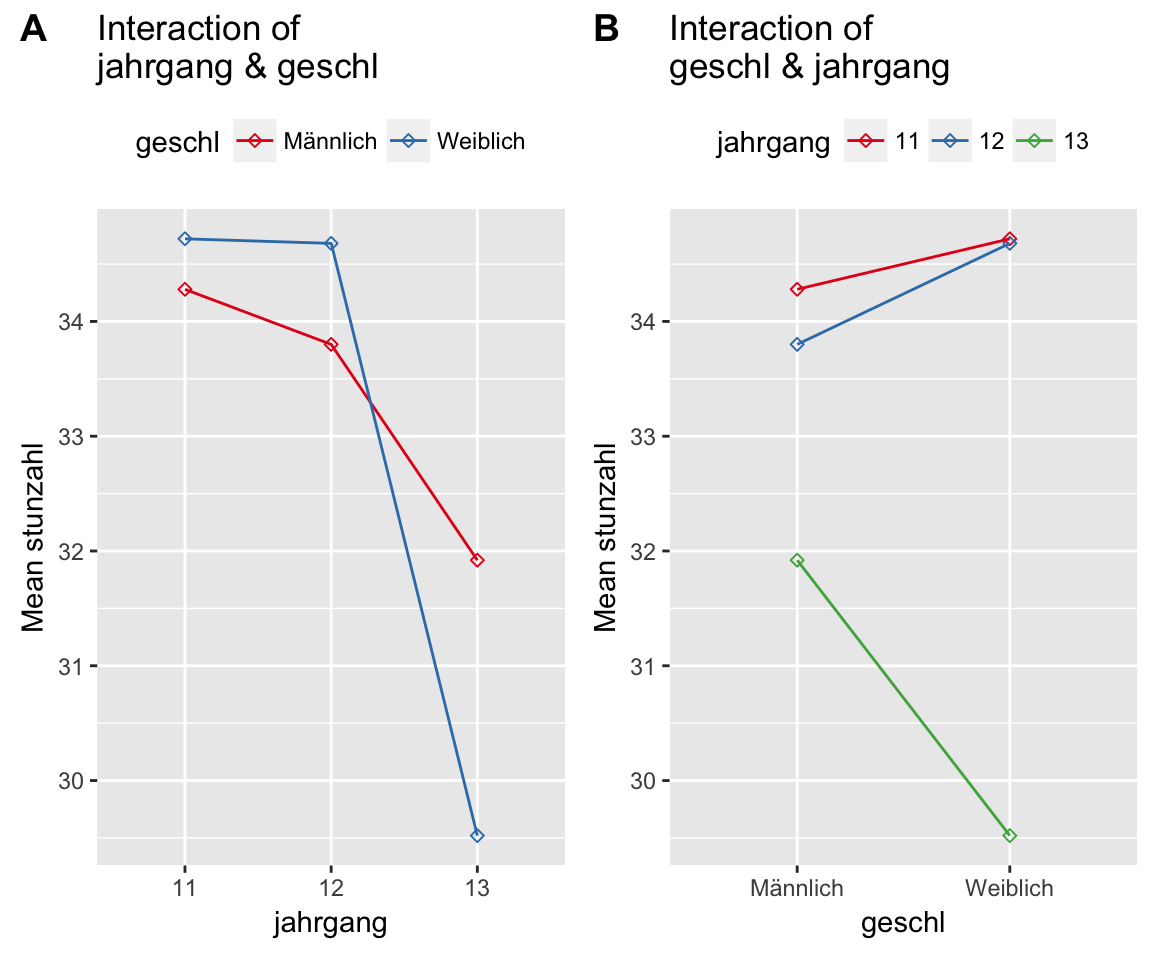 A
Interaction of
jahrgang & geschl
geschl Männlich Weiblich
34
33
32
31
30
Mean stunzahl
11 12 13
jahrgang
B
Interaction of
geschl & jahrgang
jahrgang 11 12 13
34
33
32
31
30
Mean stunzahl
Männlich Weiblich
geschl